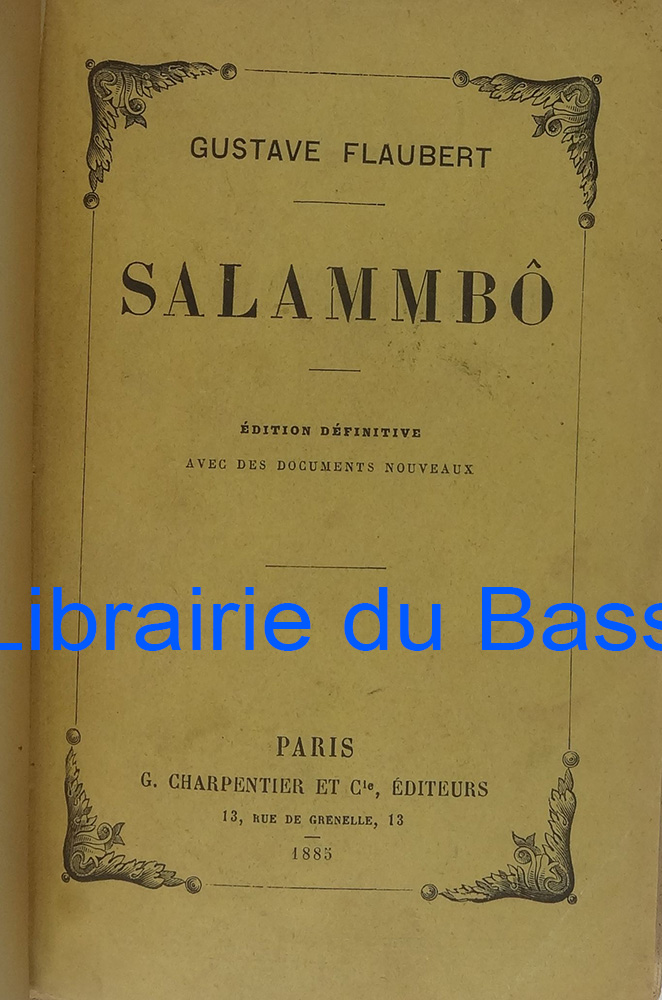 GUSTAVE FLAUBERT
SALAMMBÔ
ÉDITION DÉFINITIVE
AVEC DES DOCUMENTS NOUVEAUX
Librairie du Bass
PARIS
G. CHARPENTIER ET Cie, ÉDITEURS
13, RUE DE GRENELLE, 13
1885